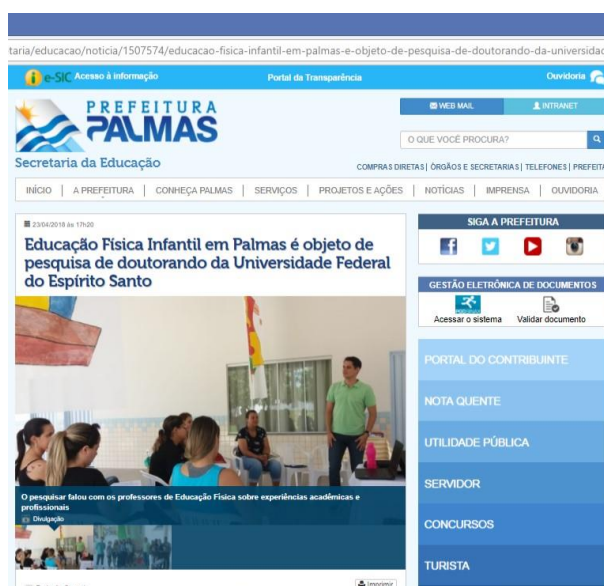 taria/educacao/noticia/1507574/educacao-fisica-infantil-em-palmas-e-objeto-de-pesquisa-de-doutorando-da-universidad
e-SIC Acesso à informação
Portal da Transparência
Ouvidoria
PREFEITURA
PALMAS
Secretaria da Educação
WEB MAIL
INTRANET
O QUE VOCÊ PROCURA?
COMPRAS DIRETAS | ÓRGÃOS E SECRETARIAS | TELEFONES | PREFEITA
INÍCIO | A PREFEITURA | CONHEÇA PALMAS | SERVIÇOS | PROJETOS E AÇÕES | NOTÍCIAS | IMPRENSA | OUVIDORIA
23/04/2018 às 17h20
Educação Física Infantil em Palmas é objeto de
pesquisa de doutorando da Universidade Federal
do Espírito Santo
O pesquisar falou com os professores de Educação Física sobre experiências acadêmicas e
profissionais
Divulgação
Imprimir
SIGA A PREFEITURA
GESTÃO ELETRÔNICA DE DOCUMENTOS
Acessar o sistema
Validar documento
PORTAL DO CONTRIBUINTE
NOTA QUENTE
UTILIDADE PÚBLICA
SERVIDOR
CONCURSOS
TURISTA